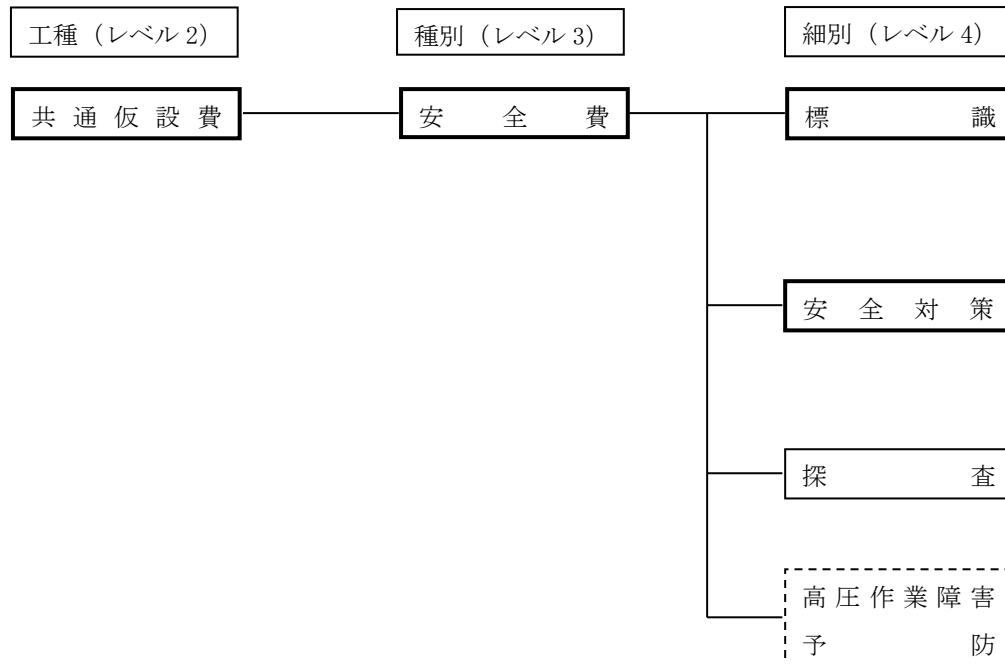 工種（レベル2）
種別（レベル3）
細別（レベル4）
共通仮設費
安全費
標識
安全対策
探査
高圧作業障害
予防